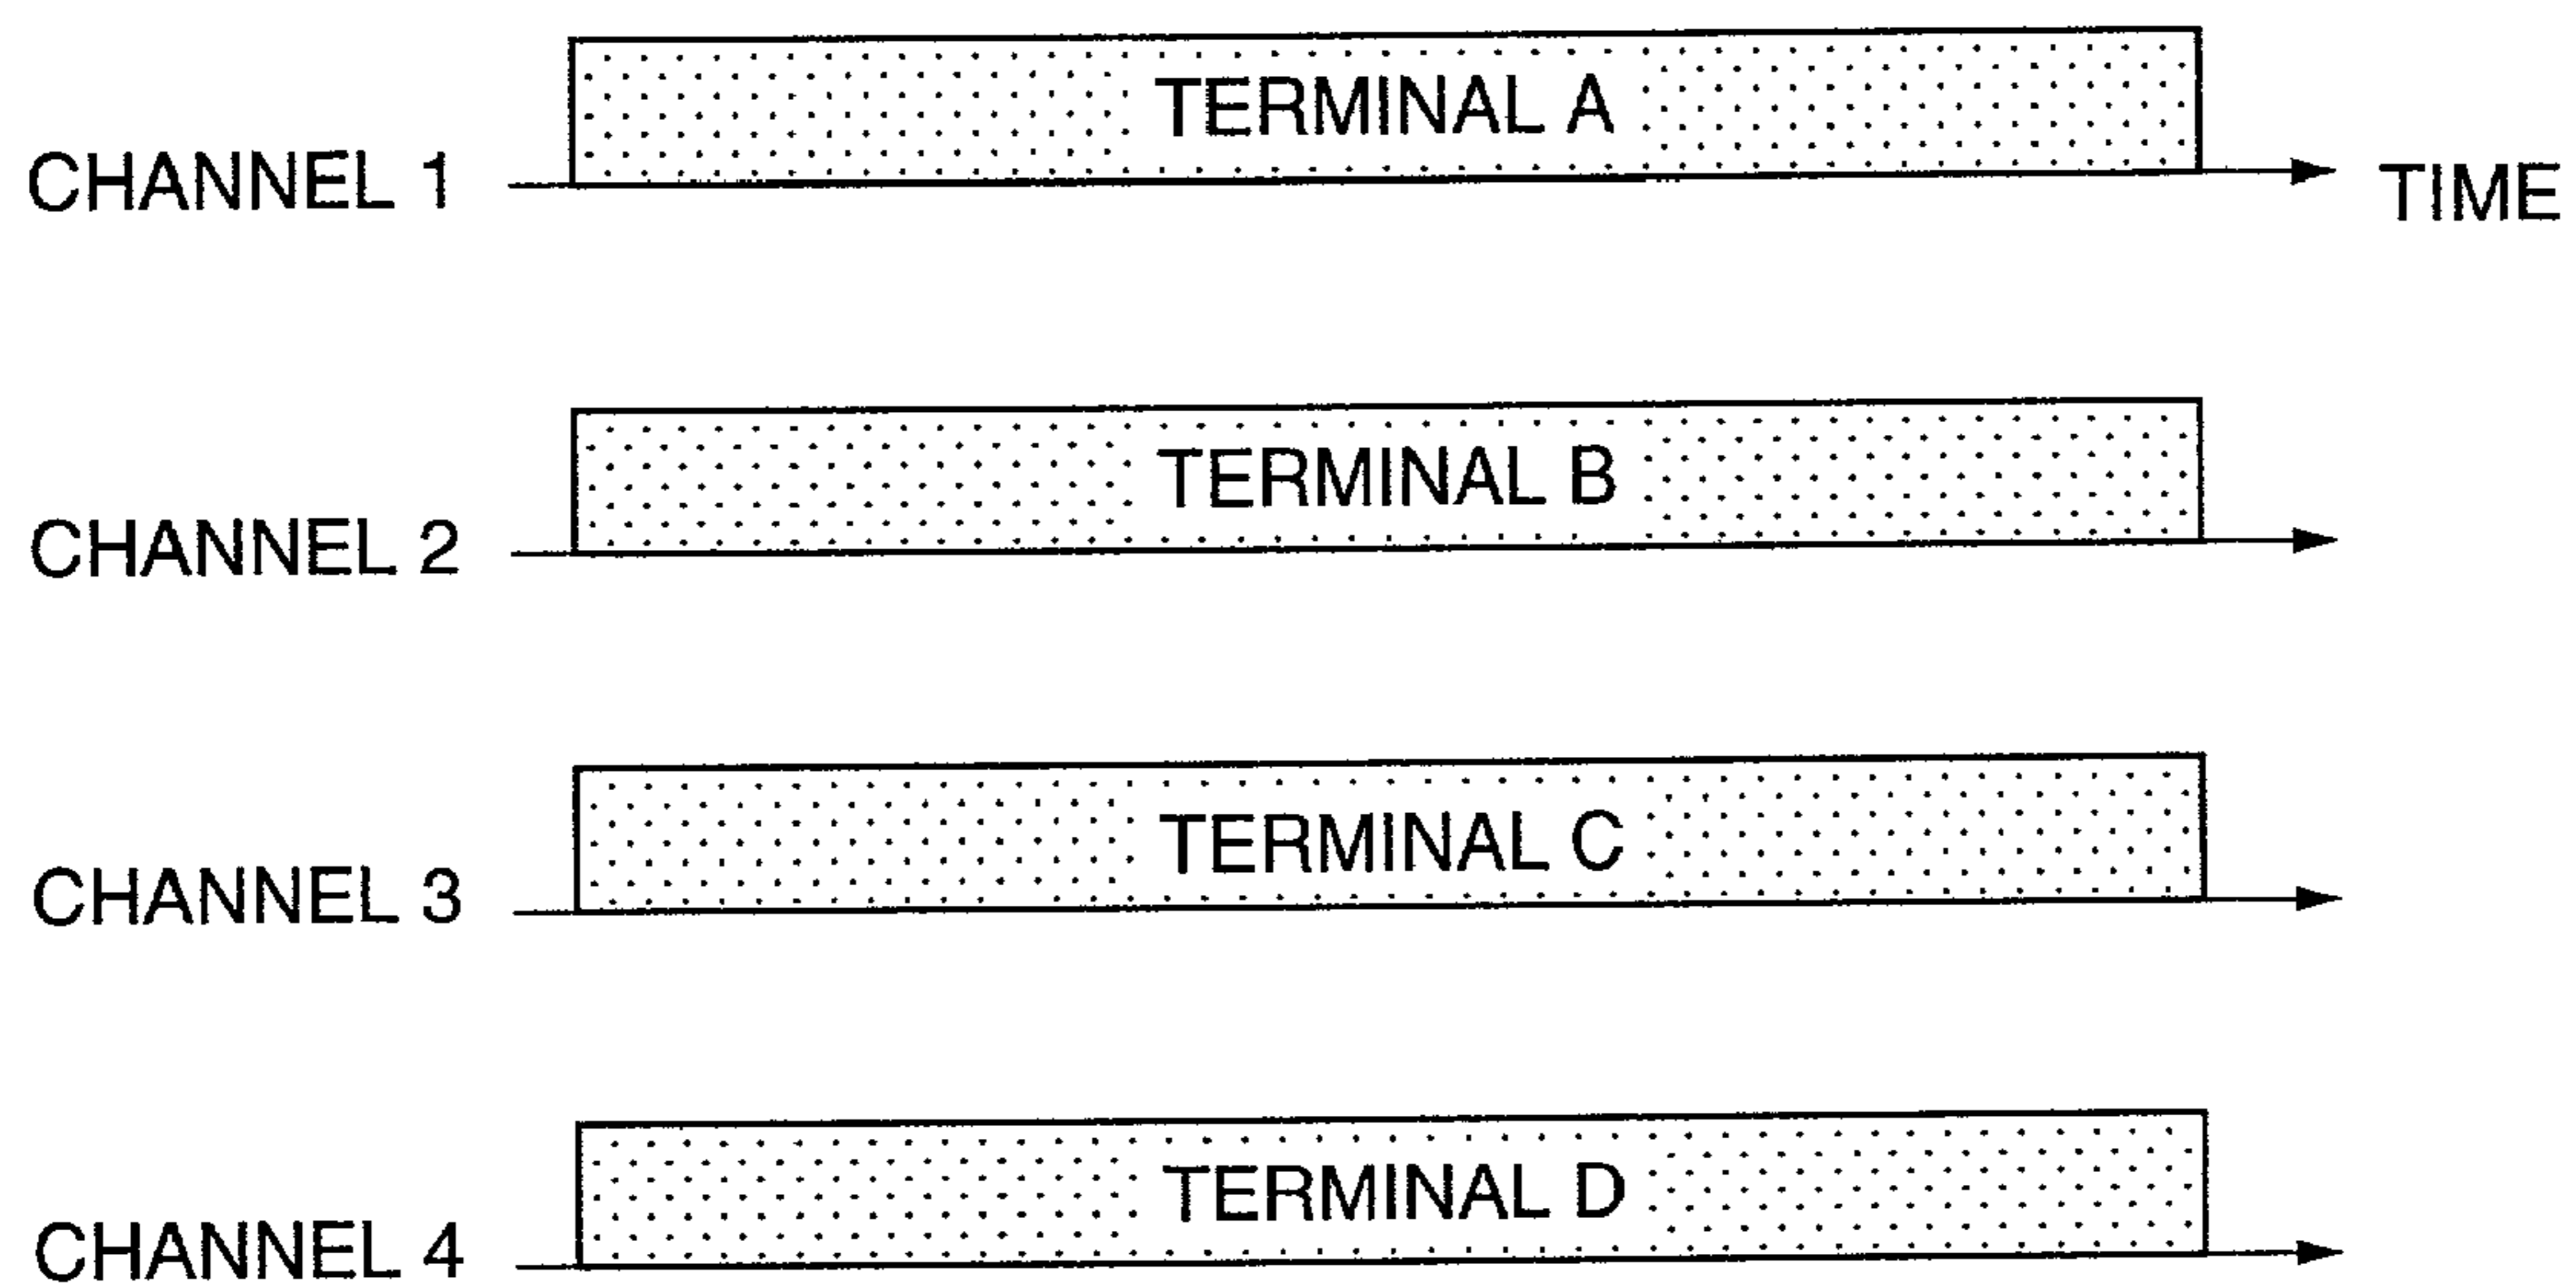 TERMINAL A
CHANNEL 1
TIME
TERMINAL B
CHANNEL 2
TERMINAL C
CHANNEL 3
TERMINAL D
CHANNEL 4